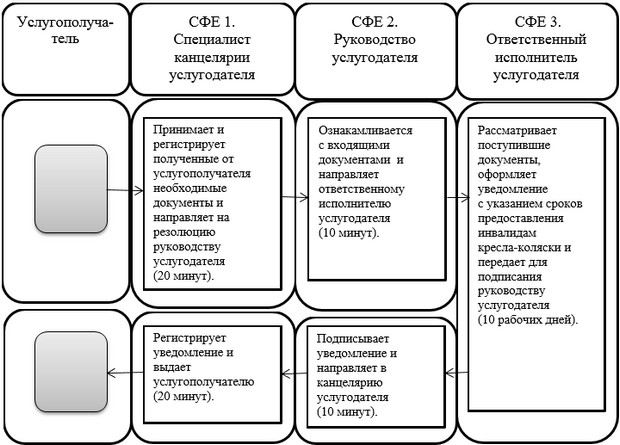 Услугополуча-
тель
СФЕ 1.
Специалист
канцелярии
услугодателя
СФЕ 2.
Руководство
услугодателя
СФЕ 3.
Ответственный
исполнитель
услугодателя
Принимает и
регистрирует
полученные от
услугополучателя
необходимые
документы и
направляет на
резолюцию
руководству
услугодателя
(20 минут).
Ознакамливается
с входящими
документами и
направляет
ответственному
исполнителю
услугодателя
(10 минут).
Рассматривает
поступившие
документы,
оформляет
уведомление
с указанием сроков
предоставления
инвалидам
кресла-коляски и
передает для
подписания
руководству
услугодателя
(10 рабочих дней).
Регистрирует
уведомление и
выдает
услугополучателю
(20 минут).
Подписывает
уведомление и
направляет в
канцелярию
услугодателя
(10 минут).